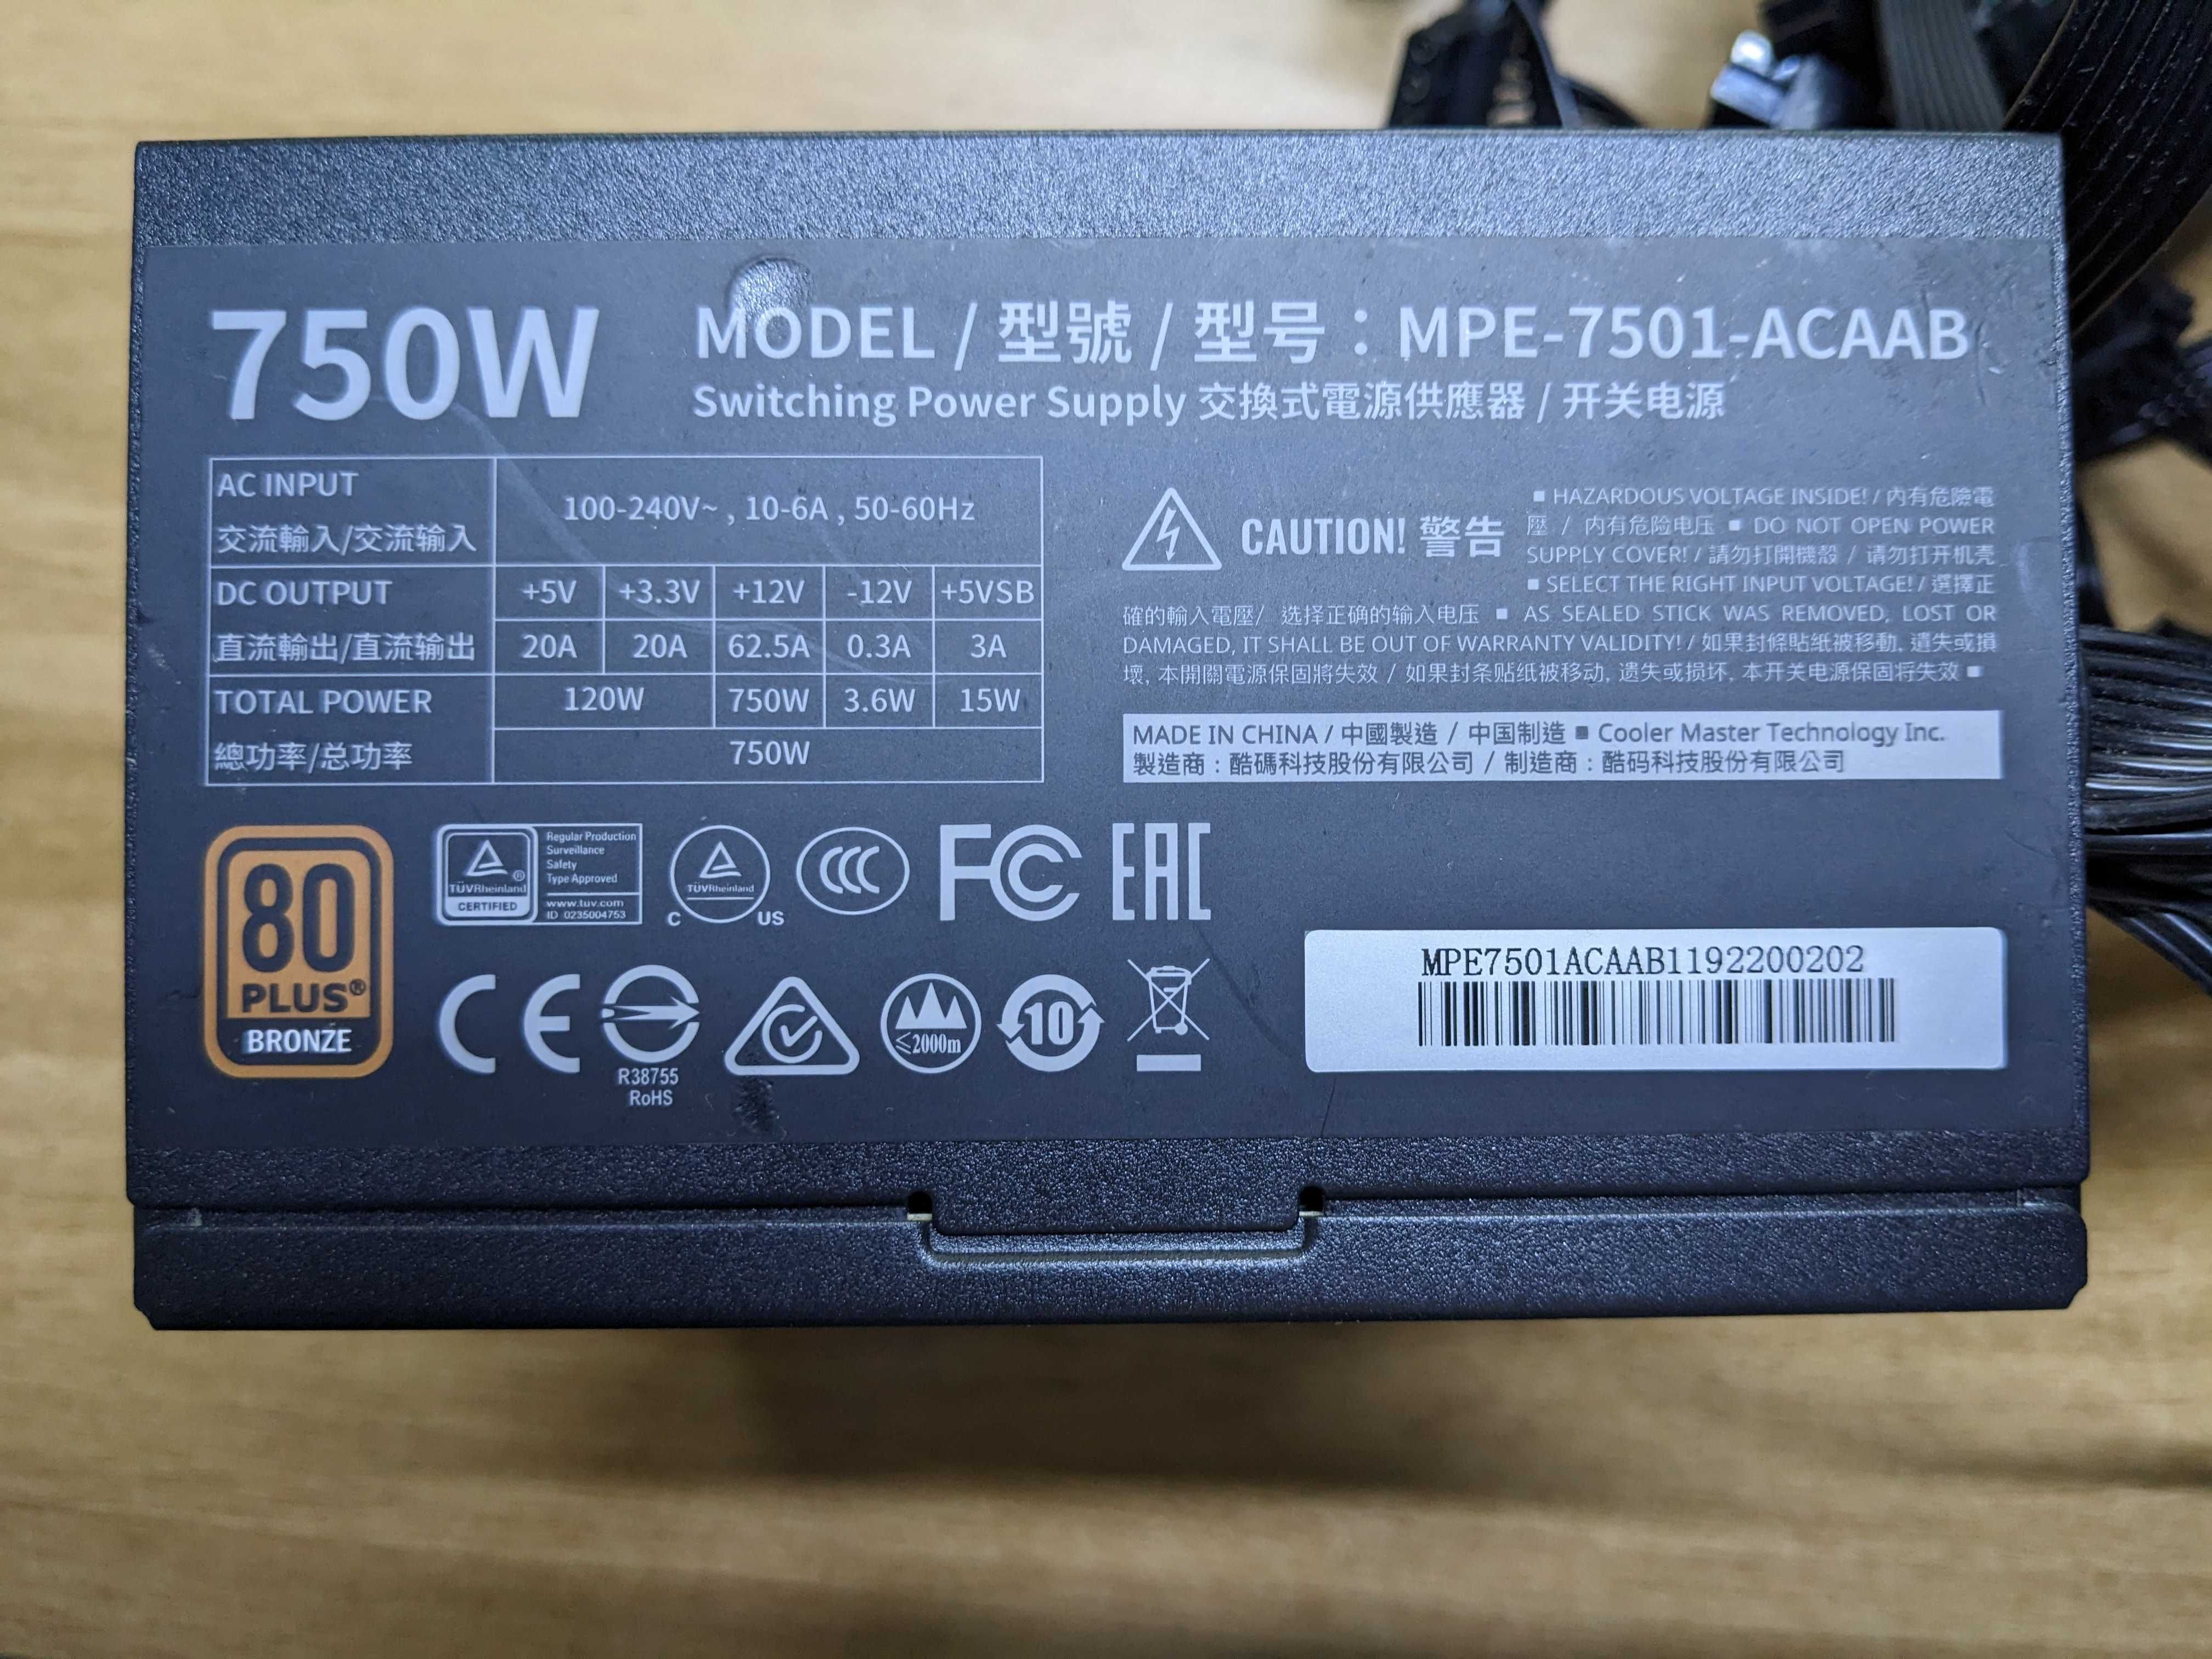 750W
MODEL / 型號 / 型号：MPE-7501-ACAAB
Switching Power Supply 交換式電源供應器 / 开关电源
AC INPUT
交流輸入/交流输入
100-240V~ , 10-6A , 50-60Hz
DC OUTPUT +5V +3.3V +12V -12V +5VSB
直流輸出/直流输出 20A 20A 62.5A 0.3A 3A
TOTAL POWER 120W 750W 3.6W 15W
總功率/总功率 750W
CAUTION! 警告
■ HAZARDOUS VOLTAGE INSIDE! / 內有危險電
壓 / 内有危险电压 ■ DO NOT OPEN POWER
SUPPLY COVER! / 請勿打開機殼 / 请勿打开机壳
■ SELECT THE RIGHT INPUT VOLTAGE! / 選擇正
確的輸入電壓/ 选择正确的输入电压 ■ AS SEALED STICK WAS REMOVED, LOST OR
DAMAGED, IT SHALL BE OUT OF WARRANTY VALIDITY! / 如果封條貼紙被移動, 遺失或損
壞, 本開關電源保固將失效 / 如果封条贴纸被移动, 遗失或损坏, 本开关电源保固将失效 ■
MADE IN CHINA / 中國製造 / 中国制造 ■ Cooler Master Technology Inc.
製造商：酷碼科技股份有限公司 / 制造商：酷码科技股份有限公司
80
PLUS®
BRONZE
TÜVRheinland ®
CERTIFIED
Regular Production
Surveillance
Safety
Type Approved
www.tuv.com
ID 0235004753
TÜVRheinland
C US
CCC
FC
EAC
CE
R38755
RoHS
≤2000m
10
MPE7501ACAAB1192200202